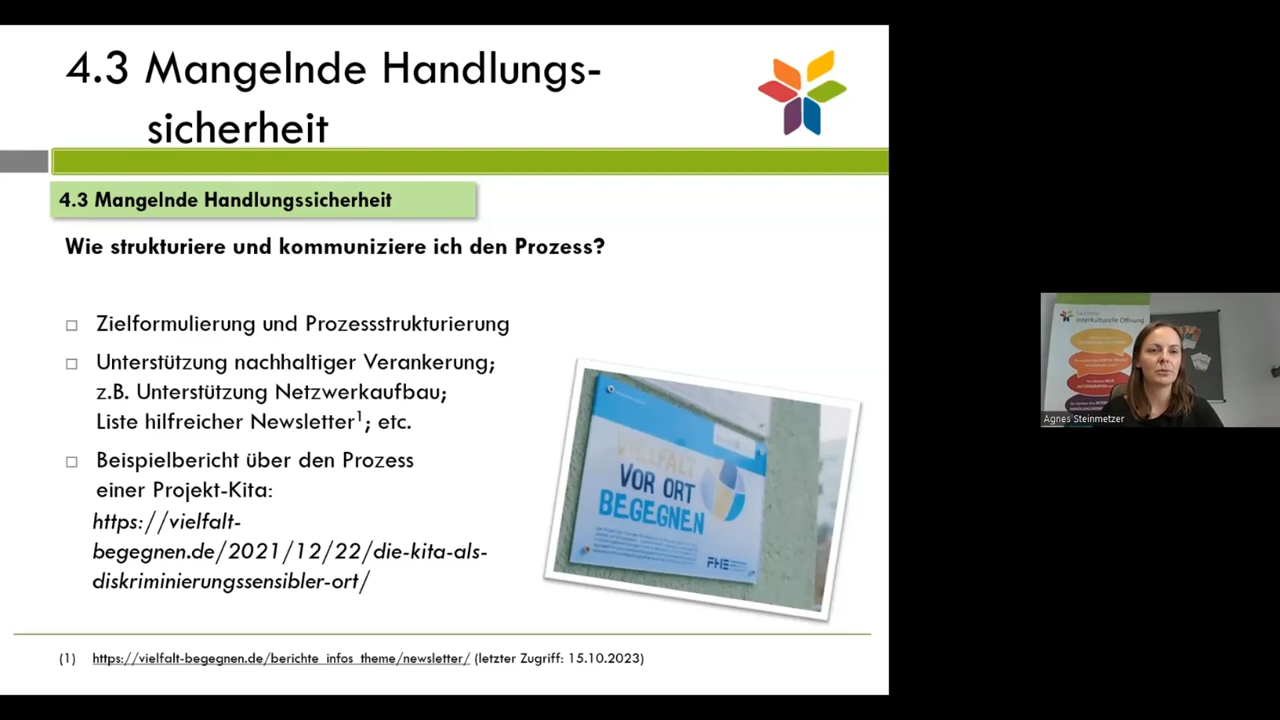 4.3 Mangelnde Handlungs-
sicherheit
4.3 Mangelnde Handlungssicherheit
Wie strukturiere und kommuniziere ich den Prozess?
Zielformulierung und Prozessstrukturierung
Unterstützung nachhaltiger Verankerung;
z.B. Unterstützung Netzwerkaufbau;
Liste hilfreicher Newsletter¹; etc.
Beispielbericht über den Prozess
einer Projekt-Kita:
https://vielfalt-
begegnen.de/2021/12/22/die-kita-als-
diskriminierungssensibler-ort/
VIELFALT
VOR ORT
BEGEGNEN
FHE
(1) https://vielfalt-begegnen.de/berichte_infos_theme/newsletter/ (letzter Zugriff: 15.10.2023)
Interkulturelle Öffnung
Agnes Steinmetzer